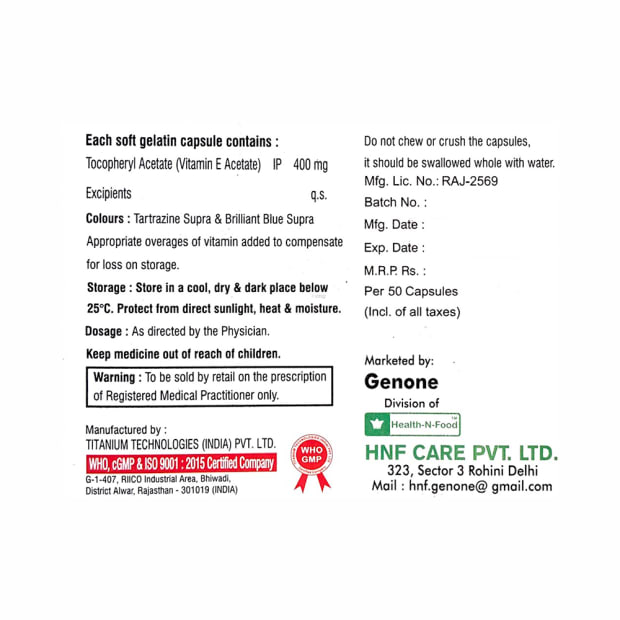 Each soft gelatin capsule contains :
Tocopheryl Acetate (Vitamin E Acetate) IP 400 mg
Excipients q.s.
Colours : Tartrazine Supra & Brilliant Blue Supra
Appropriate overages of vitamin added to compensate
for loss on storage.
Storage : Store in a cool, dry & dark place below
25°C. Protect from direct sunlight, heat & moisture.
Dosage : As directed by the Physician.
Keep medicine out of reach of children.
Warning : To be sold by retail on the prescription
of Registered Medical Practitioner only.
Manufactured by :
TITANIUM TECHNOLOGIES (INDIA) PVT. LTD.
WHO, cGMP & ISO 9001 : 2015 Certified Company
G-1-407, RIICO Industrial Area, Bhiwadi,
District Alwar, Rajasthan - 301019 (INDIA)
WHO
GMP
Do not chew or crush the capsules,
it should be swallowed whole with water.
Mfg. Lic. No.: RAJ-2569
Batch No. :
Mfg. Date :
Exp. Date :
M.R.P. Rs. :
Per 50 Capsules
(Incl. of all taxes)
Marketed by:
Genone
Division of
Health-N-Food™
HNF CARE PVT. LTD.
323, Sector 3 Rohini Delhi
Mail : hnf.genone@ gmail.com